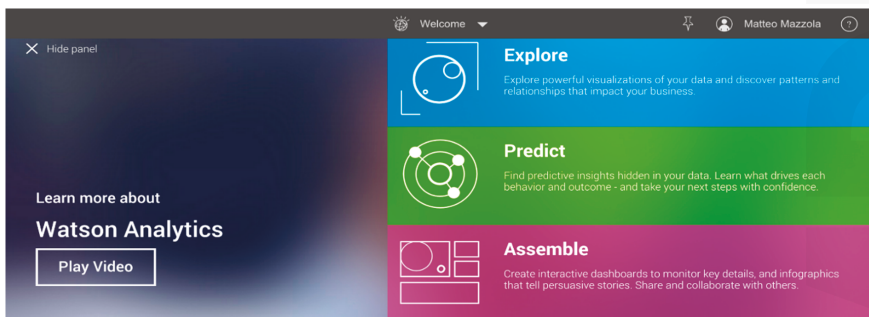 Welcome
Matteo Mazzola
?
Hide panel
Learn more about
Watson Analytics
Play Video
Explore
Explore powerful visualizations of your data and discover patterns and
relationships that impact your business.
Predict
Find predictive insights hidden in your data. Learn what drives each
behavior and outcome - and take your next steps with confidence.
Assemble
Create interactive dashboards to monitor key details, and infographics
that tell persuasive stories. Share and collaborate with others.